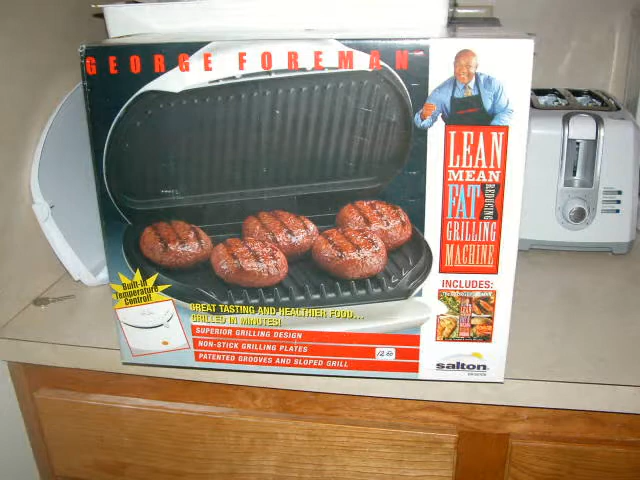 GEORGE FOREMAN
LEAN
MEAN
FAT
REDUCING
GRILLING
MACHINE
INCLUDES:
Built-in
Temperature
Control!
GREAT TASTING AND HEALTHIER FOOD...
GRILLED IN MINUTES!
SUPERIOR GRILLING DESIGN
NON-STICK GRILLING PLATES
PATENTED GROOVES AND SLOPED GRILL
salton